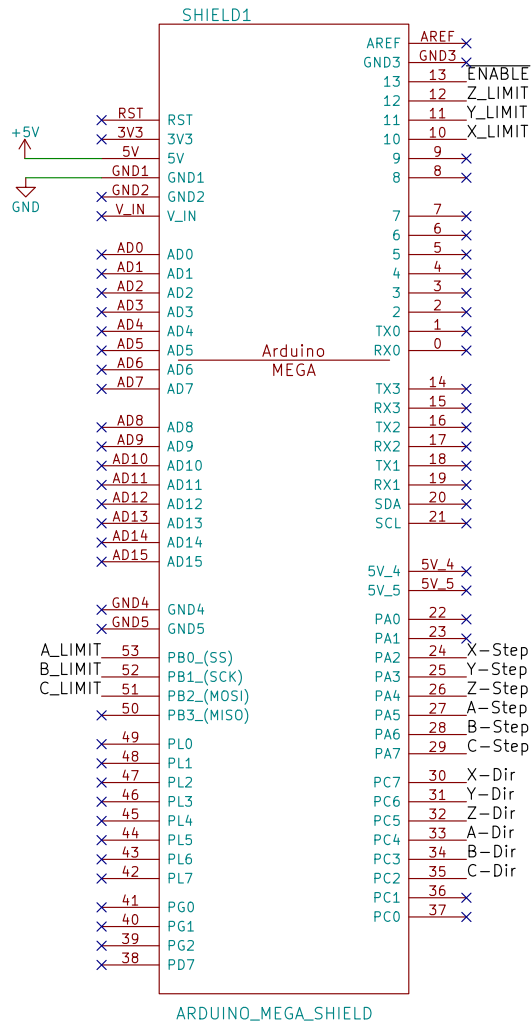 SHIELD1
RST RST
3V3 3V3
+5V 5V 5V
GND GND1 GND1
GND2 GND2
V_IN V_IN
AD0 AD0
AD1 AD1
AD2 AD2
AD3 AD3
AD4 AD4
AD5 AD5
AD6 AD6
AD7 AD7
AD8 AD8
AD9 AD9
AD10 AD10
AD11 AD11
AD12 AD12
AD13 AD13
AD14 AD14
AD15 AD15
GND4 GND4
GND5 GND5
A_LIMIT 53 PB0_(SS)
B_LIMIT 52 PB1_(SCK)
C_LIMIT 51 PB2_(MOSI)
50 PB3_(MISO)
49 PL0
48 PL1
47 PL2
46 PL3
45 PL4
44 PL5
43 PL6
42 PL7
41 PG0
40 PG1
39 PG2
38 PD7
Arduino
MEGA
AREF AREF
GND3 GND3
13 13 ENABLE
12 12 Z_LIMIT
11 11 Y_LIMIT
10 10 X_LIMIT
9 9
8 8
7 7
6 6
5 5
4 4
3 3
2 2
TX0 1
RX0 0
TX3 14
RX3 15
TX2 16
RX2 17
TX1 18
RX1 19
SDA 20
SCL 21
5V_4 5V_4
5V_5 5V_5
PA0 22
PA1 23
PA2 24 X-Step
PA3 25 Y-Step
PA4 26 Z-Step
PA5 27 A-Step
PA6 28 B-Step
PA7 29 C-Step
PC7 30 X-Dir
PC6 31 Y-Dir
PC5 32 Z-Dir
PC4 33 A-Dir
PC3 34 B-Dir
PC2 35 C-Dir
PC1 36
PC0 37
ARDUINO_MEGA_SHIELD